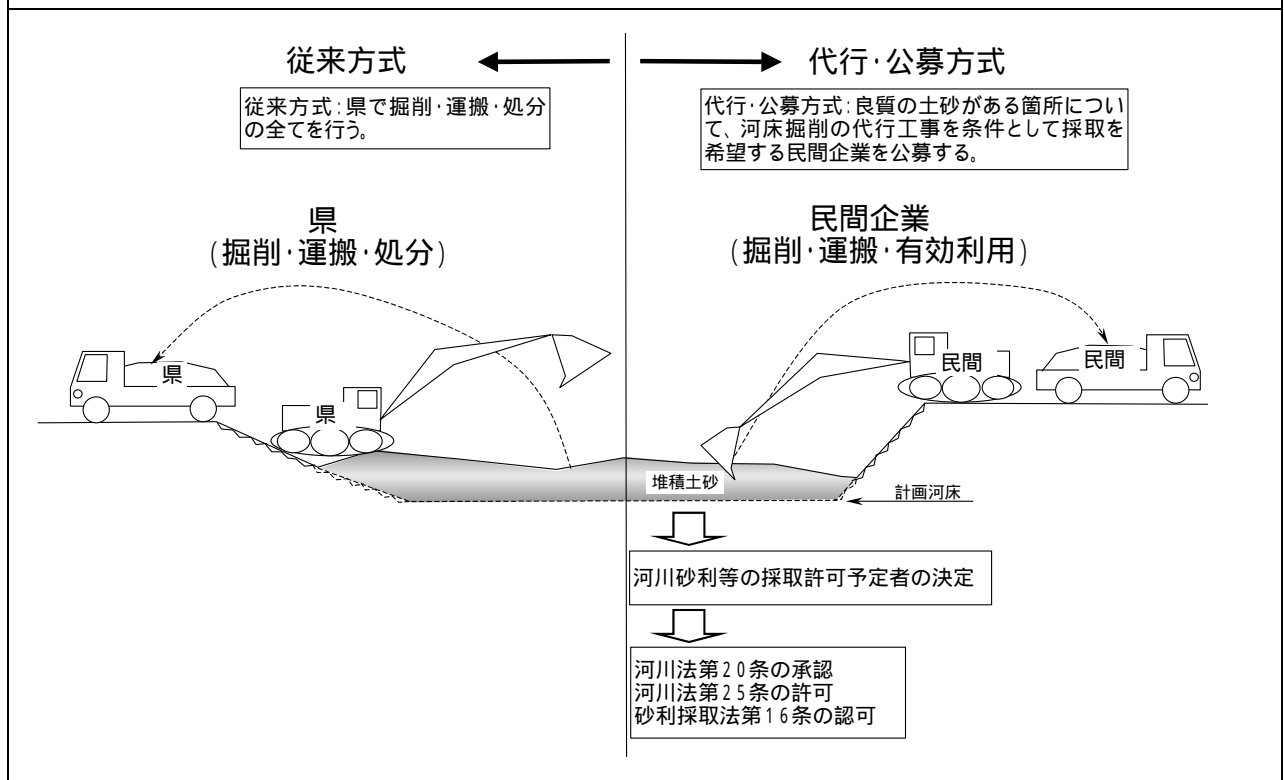 従来方式
従来方式:県で掘削･運搬･処分
の全てを行う。
県
(掘削･運搬･処分)
県
県
代行･公募方式
代行･公募方式:良質の土砂がある箇所につい
て、河床掘削の代行工事を条件として採取を
希望する民間企業を公募する。
民間企業
(掘削･運搬･有効利用)
民間
民間
堆積土砂
計画河床
河川砂利等の採取許可予定者の決定
河川法第20条の承認
河川法第25条の許可
砂利採取法第16条の認可